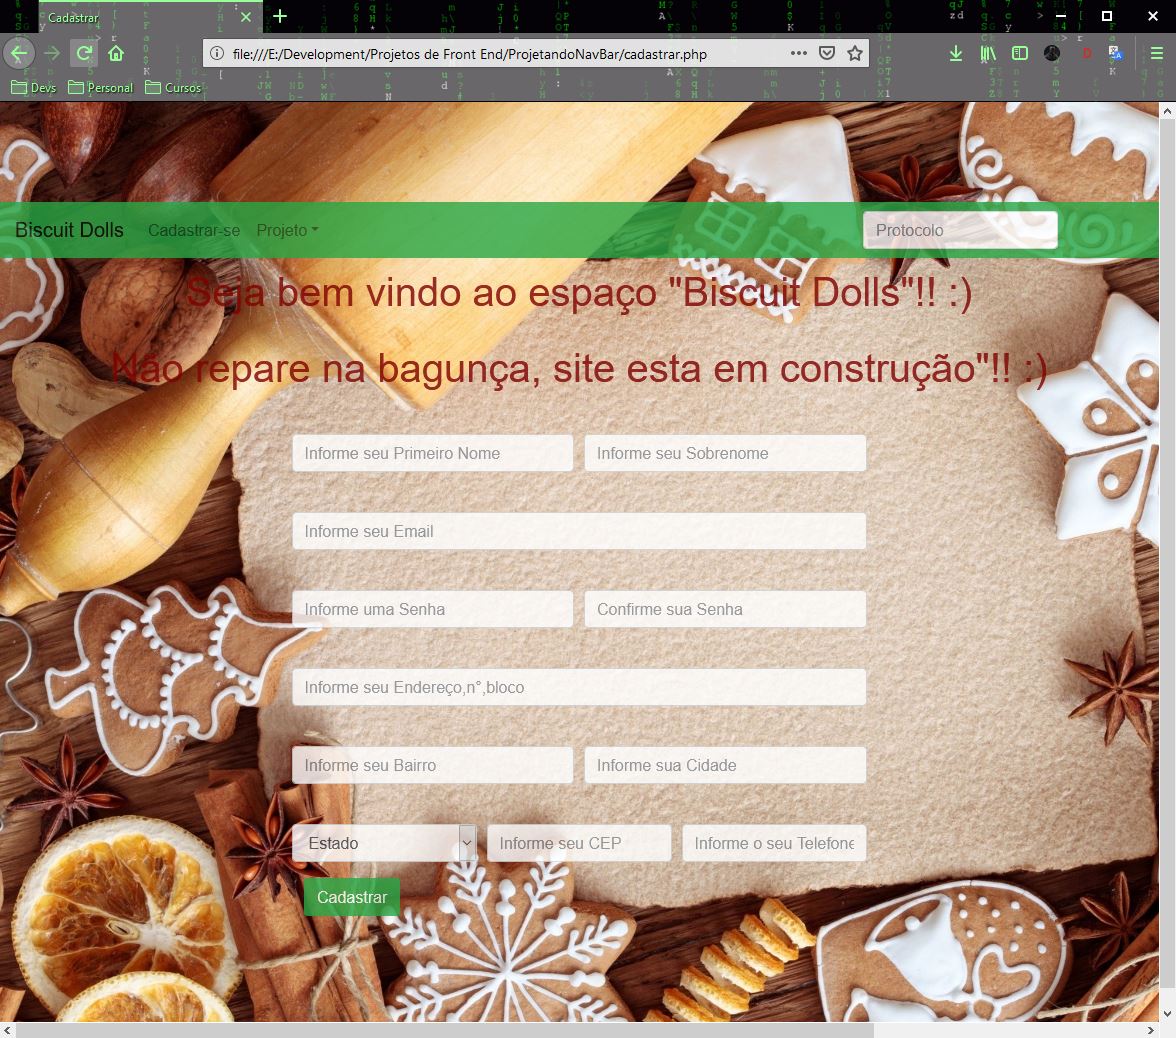 Cadastrar
file:///E:/Development/Projetos de Front End/ProjetandoNavBar/cadastrar.php
Devs Personal Cursos
Biscuit Dolls Cadastrar-se Projeto Protocolo
Seja bem vindo ao espaço "Biscuit Dolls"!! :)
Não repare na bagunça, site esta em construção"!! :)
Informe seu Primeiro Nome Informe seu Sobrenome
Informe seu Email
Informe uma Senha Confirme sua Senha
Informe seu Endereço,n°,bloco
Informe seu Bairro Informe sua Cidade
Estado Informe seu CEP Informe o seu Telefone
Cadastrar